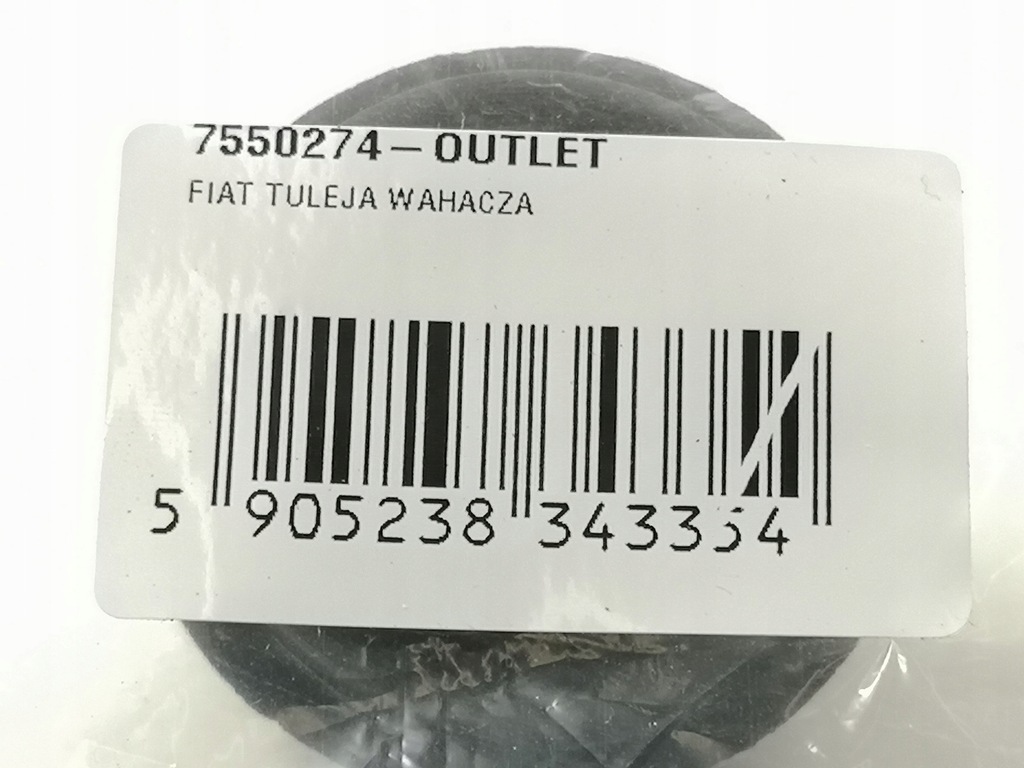 7550274-OUTLET
FIAT TULEJA WAHACZA
5 905238 343354